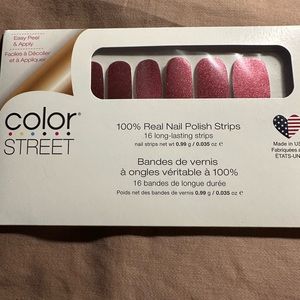 Easy Peel
& Apply
Faciles à Décoller
et à Appliquer
color®
STREET
100% Real Nail Polish Strips
16 long-lasting strips
nail strips net wt 0.99 g / 0.035 oz ℮
Bandes de vernis
à ongles véritable à 100%
16 bandes de longue durée
Poids net des bandes de vernis 0.99 g / 0.035 oz ℮
Made in US
Fabriquées
ÉTATS-UN